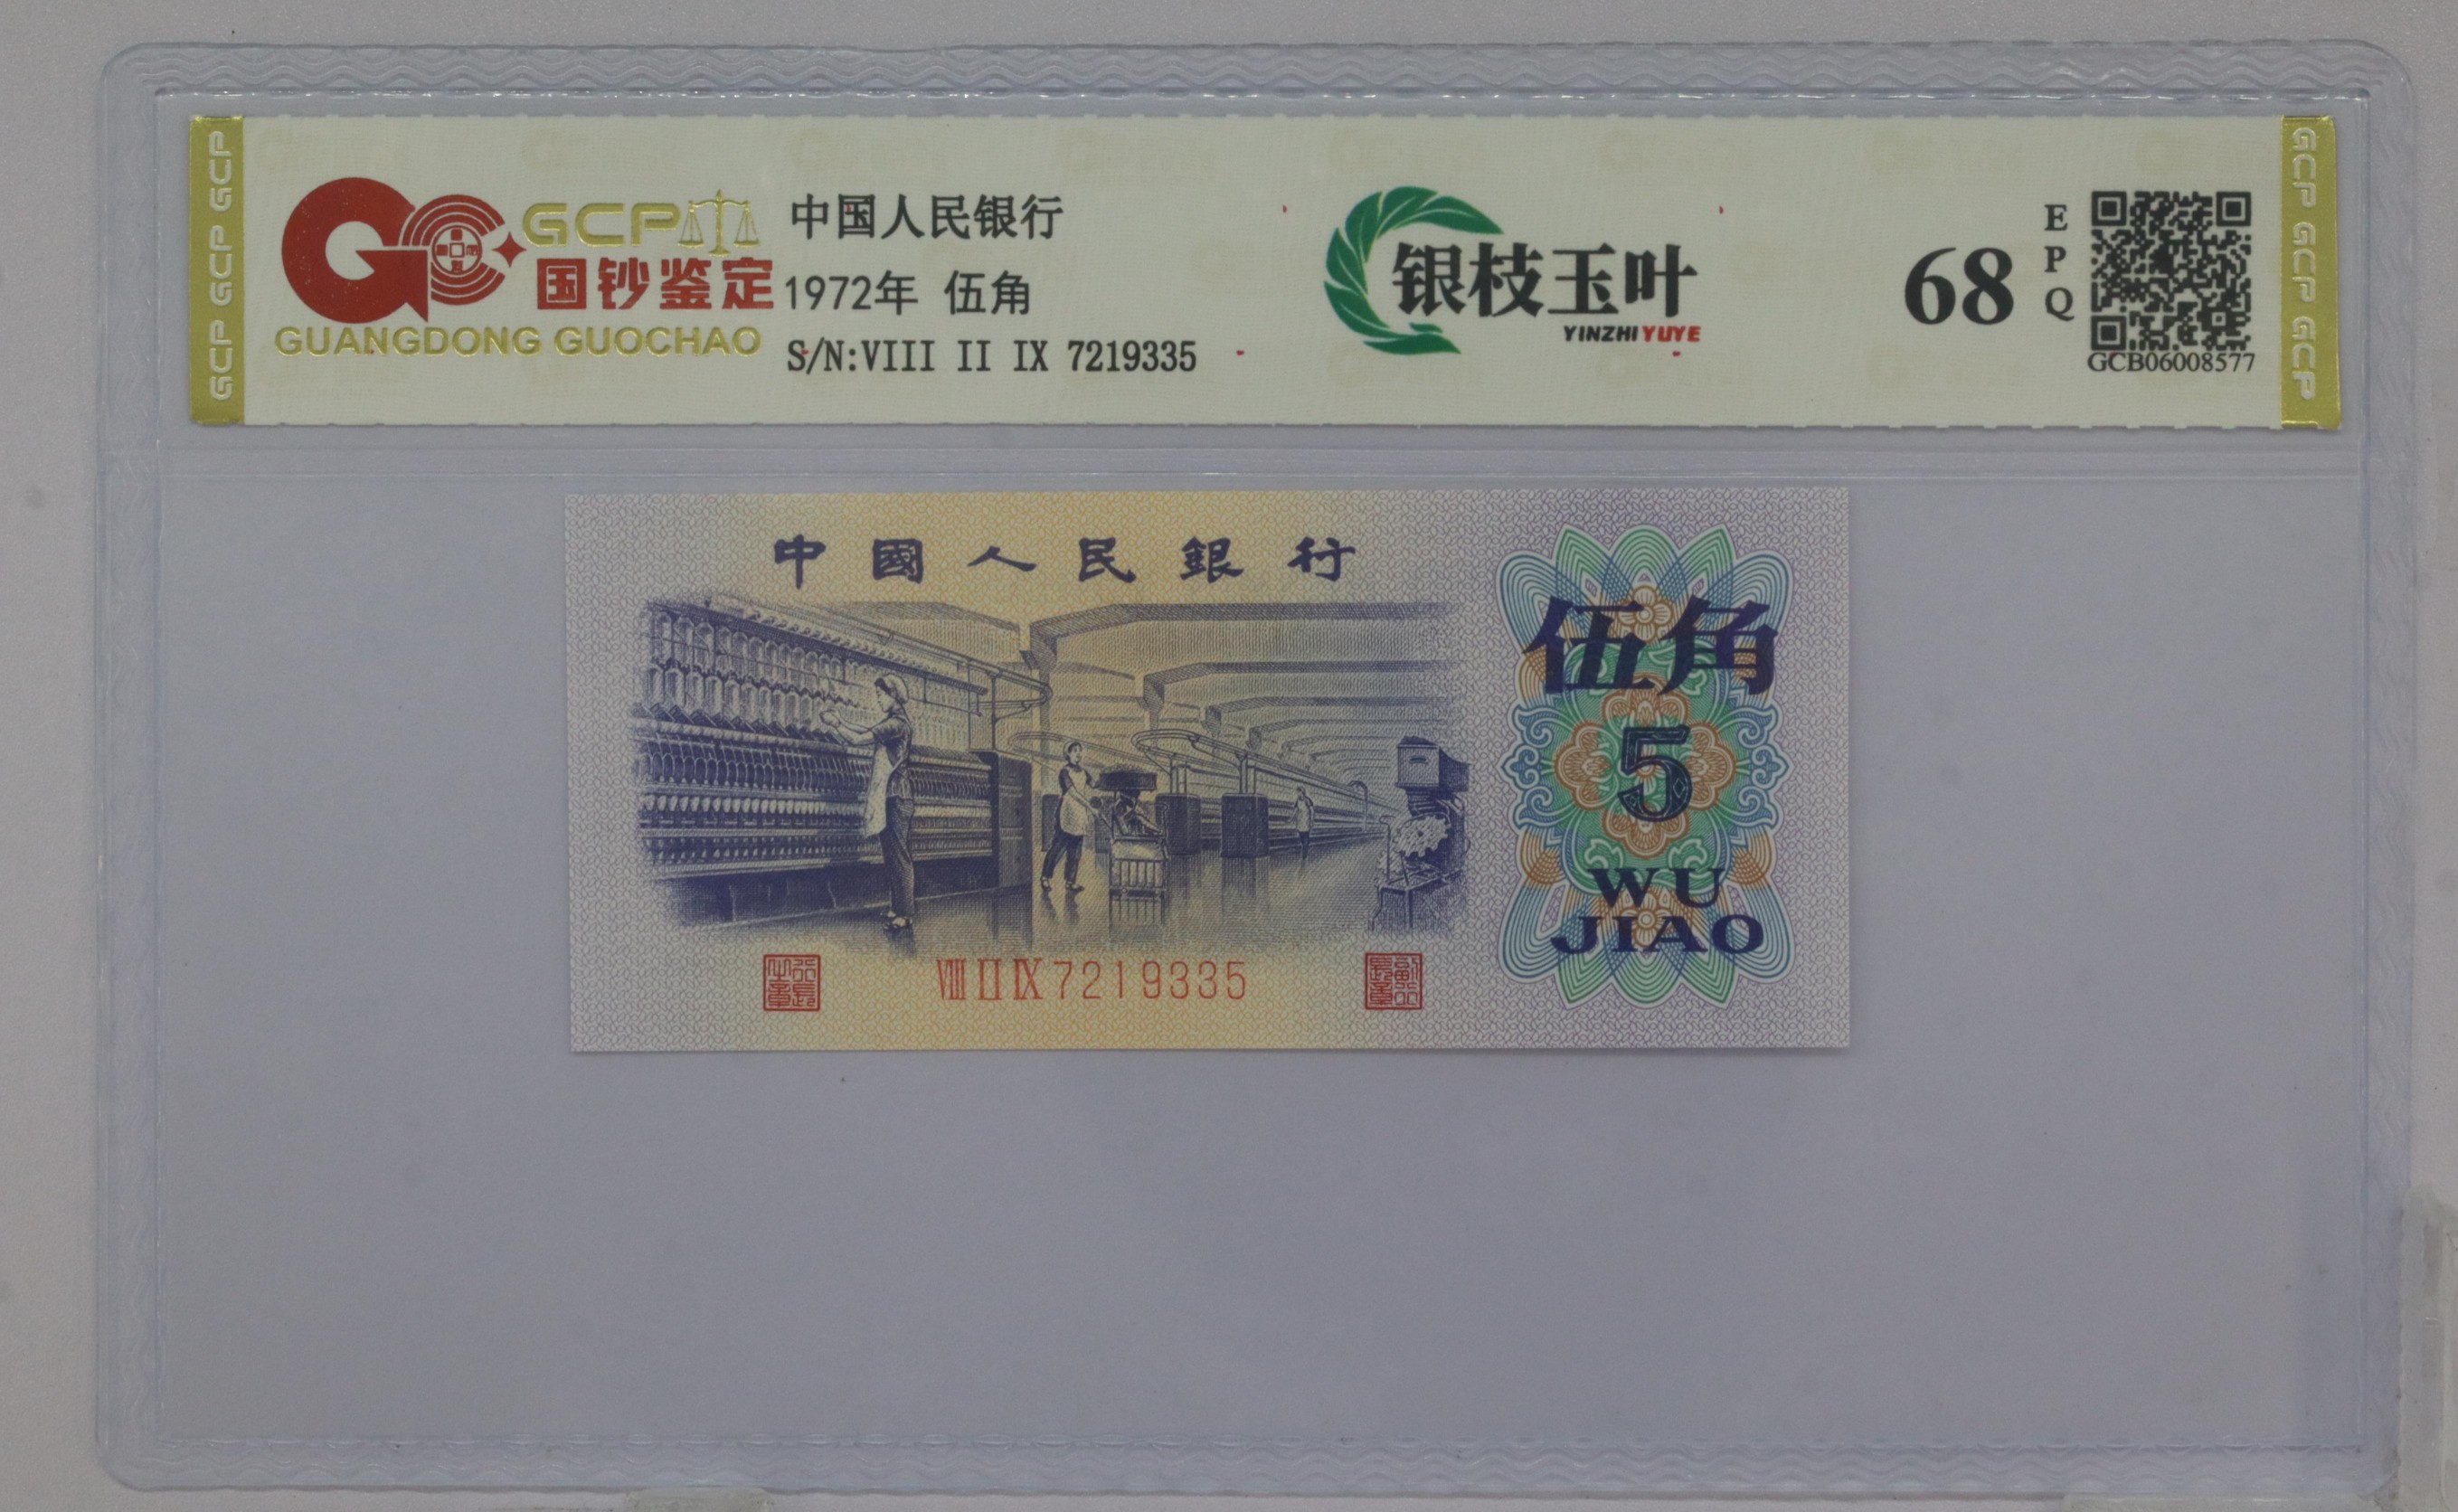 GCP GCP GCP
GCP
国钞鉴定
GUANGDONG GUOCHAO
中国人民银行
1972年 伍角
S/N:VIII II IX 7219335
银枝玉叶
YINZHI YUYE
68
EPQ
GCB06008577
GCP GCP GCP
中國人民銀行
伍角
5
WU
JIAO
VIII II IX 7219335